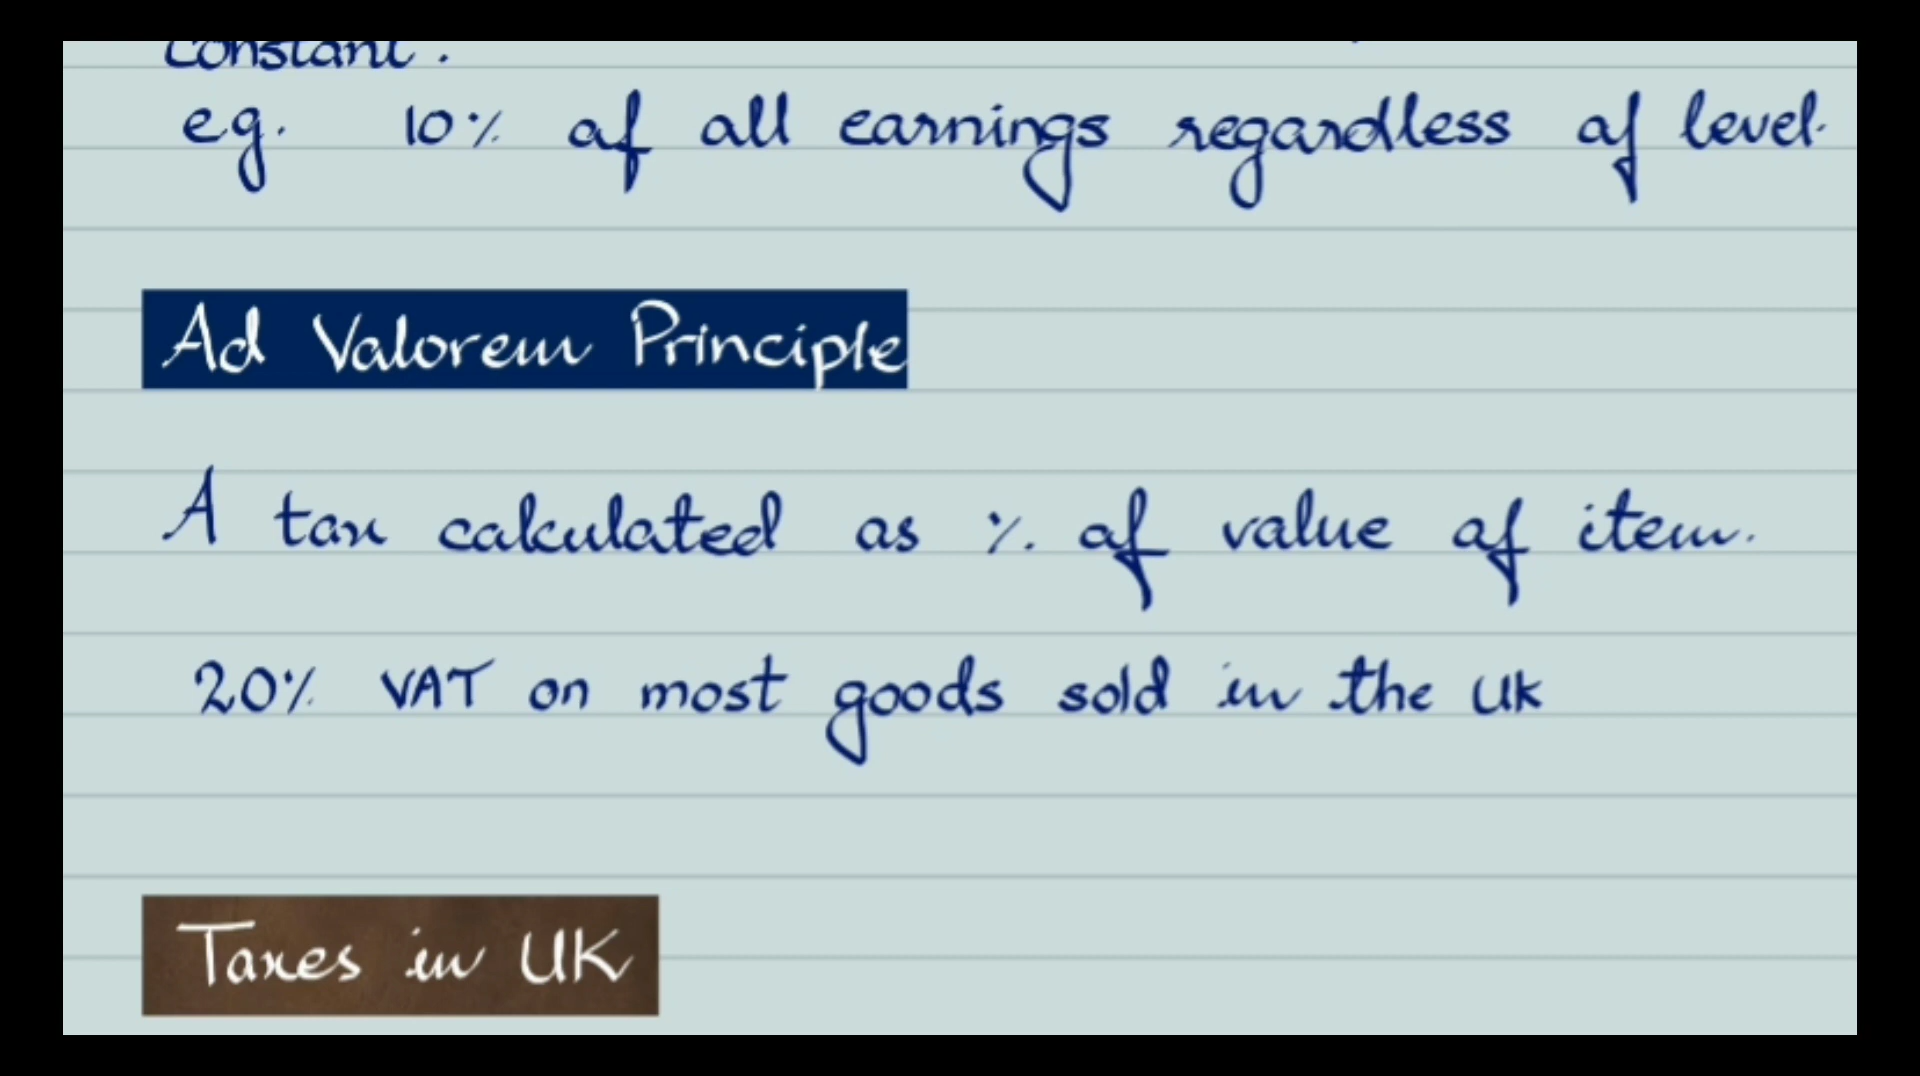 constant.
eg. 10% of all earnings regardless of level.
Ad Valorem Principle
A tax calculated as % of value of item.
20% VAT on most goods sold in the UK
Taxes in UK